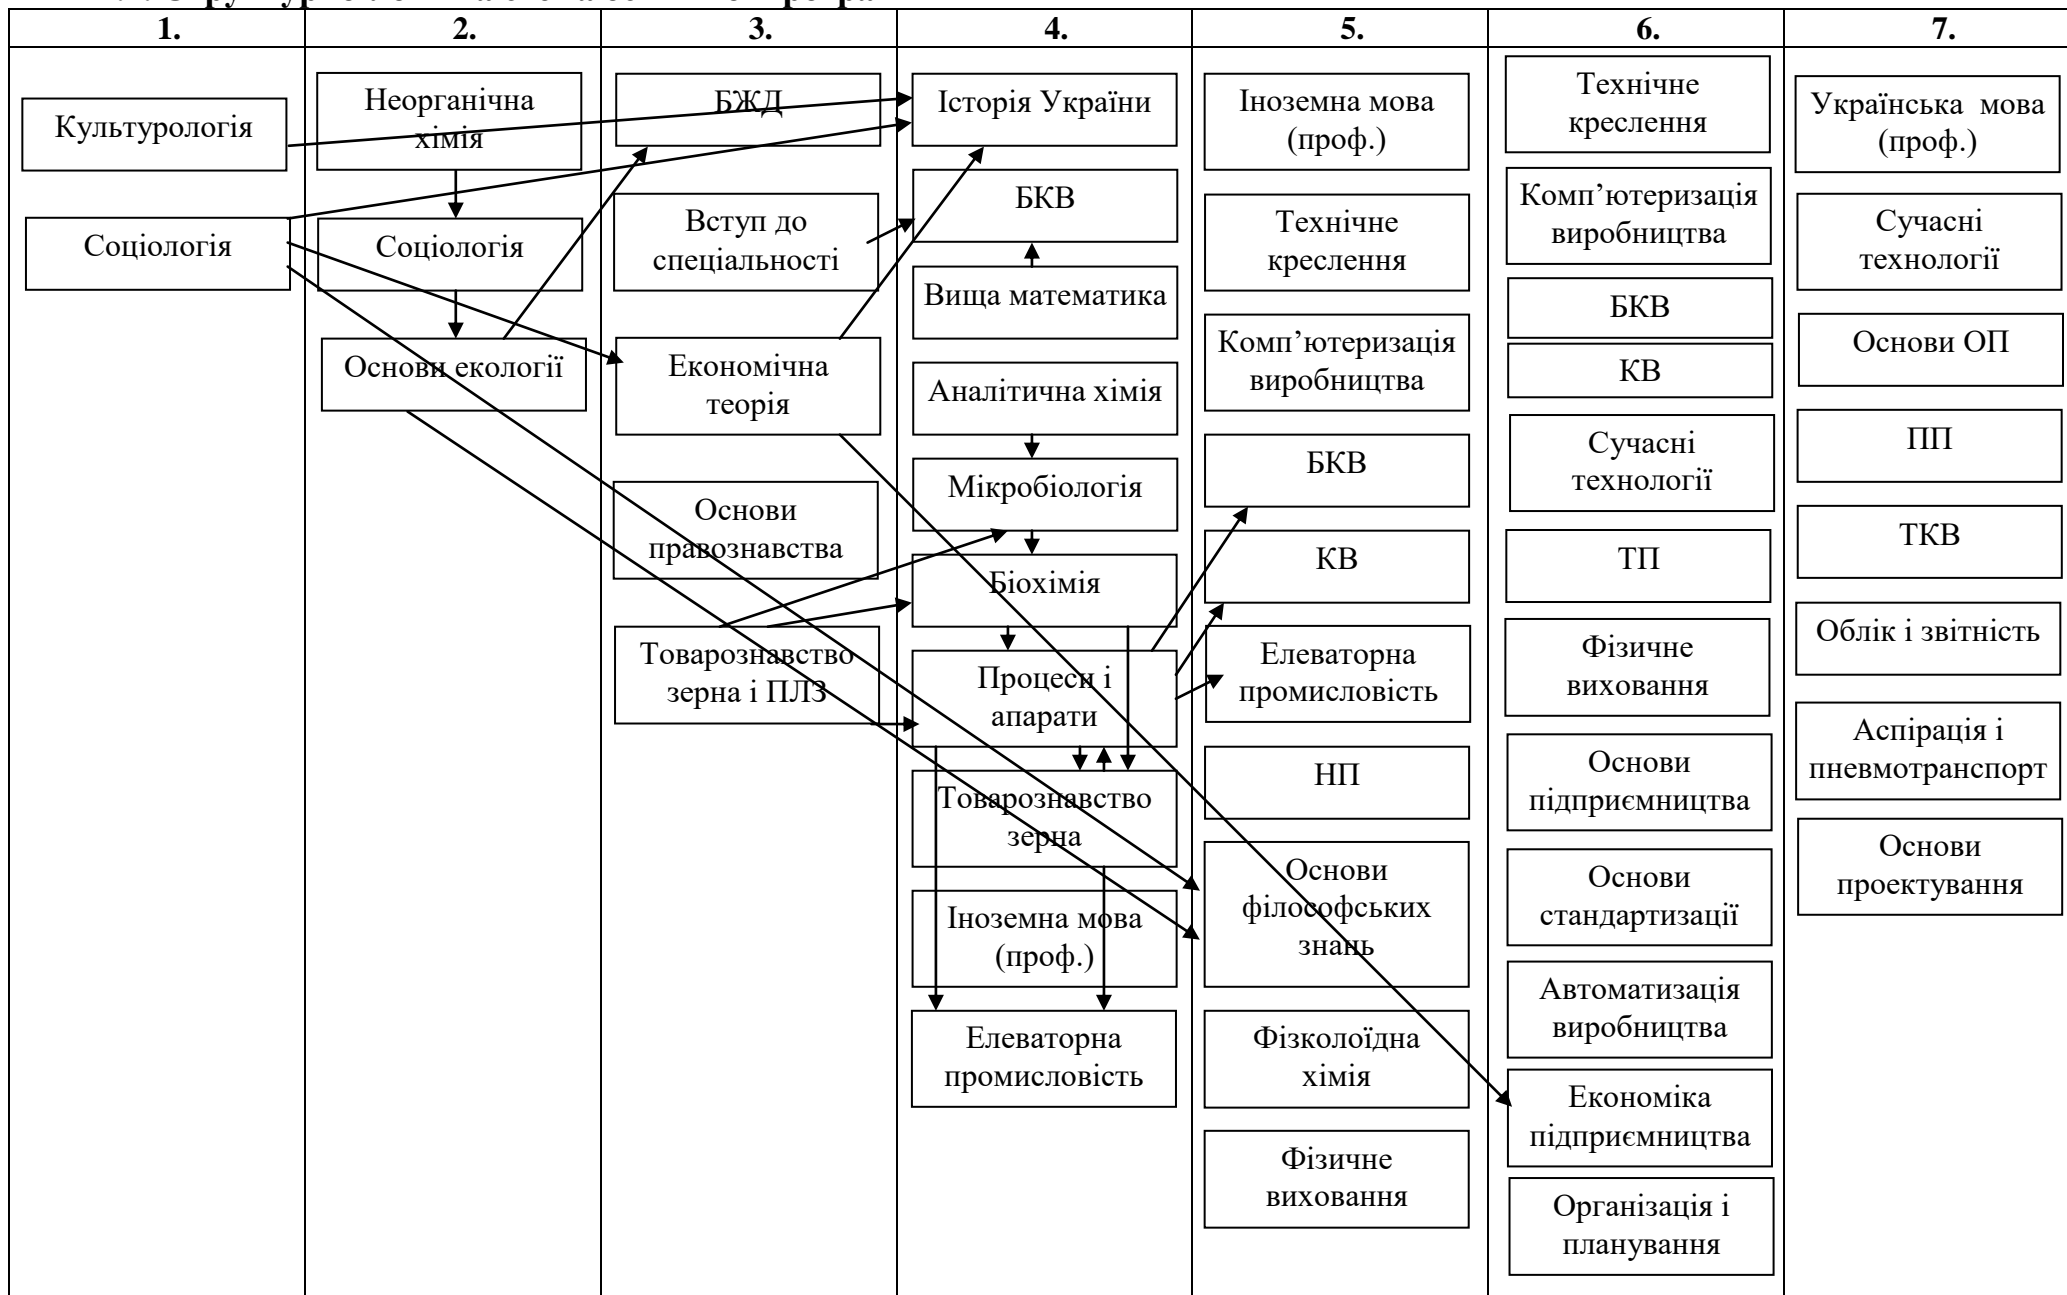 1.
2.
3.
4.
5.
6.
7.
Культурологія
Соціологія
Неорганічна
хімія
Соціологія
Основи екології
БЖД
Вступ до
спеціальності
Економічна
теорія
Основи
правознавства
Товарознавство
зерна і ПЛЗ
Історія України
БКВ
Вища математика
Аналітична хімія
Мікробіологія
Біохімія
Процеси і
апарати
Товарознавство
зерна
Іноземна мова
(проф.)
Елеваторна
промисловість
Іноземна мова
(проф.)
Технічне
креслення
Комп’ютеризація
виробництва
БКВ
КВ
Елеваторна
промисловість
НП
Основи
філософських
знань
Фізколоїдна
хімія
Фізичне
виховання
Технічне
креслення
Комп’ютеризація
виробництва
БКВ
КВ
Сучасні
технології
ТП
Фізичне
виховання
Основи
підприємництва
Основи
стандартизації
Автоматизація
виробництва
Економіка
підприємництва
Організація і
планування
Українська мова
(проф.)
Сучасні
технології
Основи ОП
ПП
ТКВ
Облік і звітність
Аспірація і
пневмотранспорт
Основи
проектування